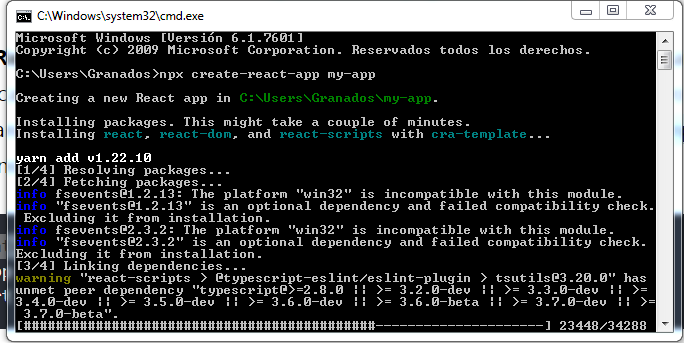 C:\Windows\system32\cmd.exe
Microsoft Windows [Versión 6.1.7601]
Copyright (c) 2009 Microsoft Corporation. Reservados todos los derechos.
C:\Users\Granados>npx create-react-app my-app
Creating a new React app in C:\Users\Granados\my-app.
Installing packages. This might take a couple of minutes.
Installing react, react-dom, and react-scripts with cra-template...
yarn add v1.22.10
[1/4] Resolving packages...
[2/4] Fetching packages...
info fsevents@1.2.13: The platform "win32" is incompatible with this module.
info "fsevents@1.2.13" is an optional dependency and failed compatibility check.
Excluding it from installation.
info fsevents@2.3.2: The platform "win32" is incompatible with this module.
info "fsevents@2.3.2" is an optional dependency and failed compatibility check.
Excluding it from installation.
[3/4] Linking dependencies...
warning "react-scripts > @typescript-eslint/eslint-plugin > tsutils@3.20.0" has
unmet peer dependency "typescript@>=2.8.0 || >= 3.2.0-dev || >= 3.3.0-dev || >=
3.4.0-dev || >= 3.5.0-dev || >= 3.6.0-dev || >= 3.6.0-beta || >= 3.7.0-dev || >=
3.7.0-beta".
[############################################---------------------] 23448/34288